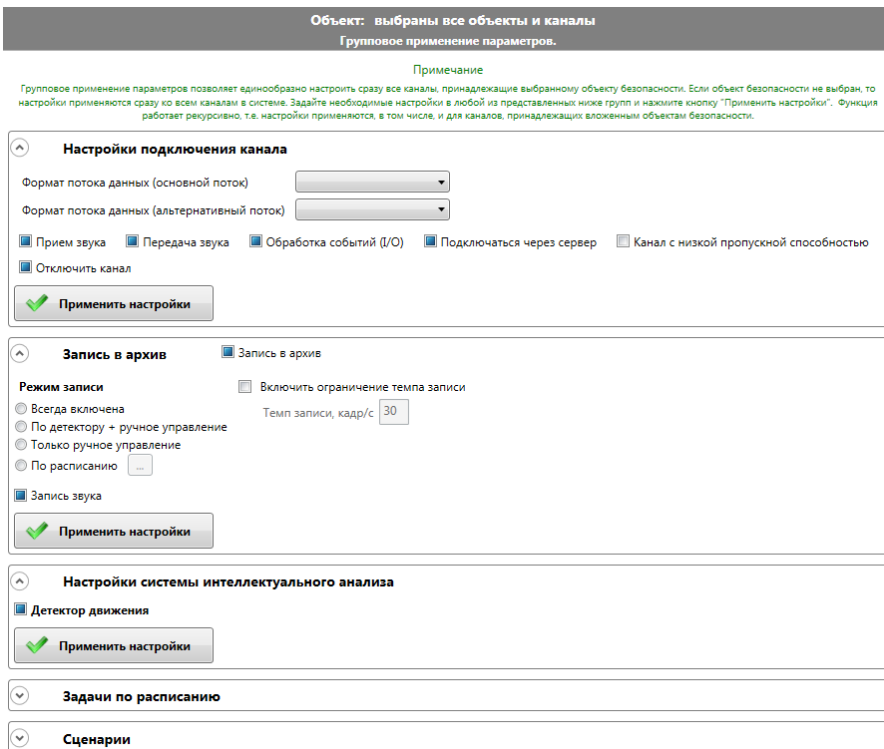 Объект: выбраны все объекты и каналы
Групповое применение параметров.
Примечание
Групповое применение параметров позволяет единообразно настроить сразу все каналы, принадлежащие выбранному объекту безопасности. Если объект безопасности не выбран, то
настройки применяются сразу ко всем каналам в системе. Задайте необходимые настройки в любой из представленных ниже групп и нажмите кнопку "Применить настройки". Функция
работает рекурсивно, т.е. настройки применяются, в том числе, и для каналов, принадлежащих вложенным объектам безопасности.
Настройки подключения канала
Формат потока данных (основной поток)
Формат потока данных (альтернативный поток)
Прием звука Передача звука Обработка событий (I/O) Подключаться через сервер Канал с низкой пропускной способностью
Отключить канал
Применить настройки
Запись в архив Запись в архив
Режим записи Включить ограничение темпа записи
Всегда включена Темп записи, кадр/с 30
По детектору + ручное управление
Только ручное управление
По расписанию ...
Запись звука
Применить настройки
Настройки системы интеллектуального анализа
Детектор движения
Применить настройки
Задачи по расписанию
Сценарии